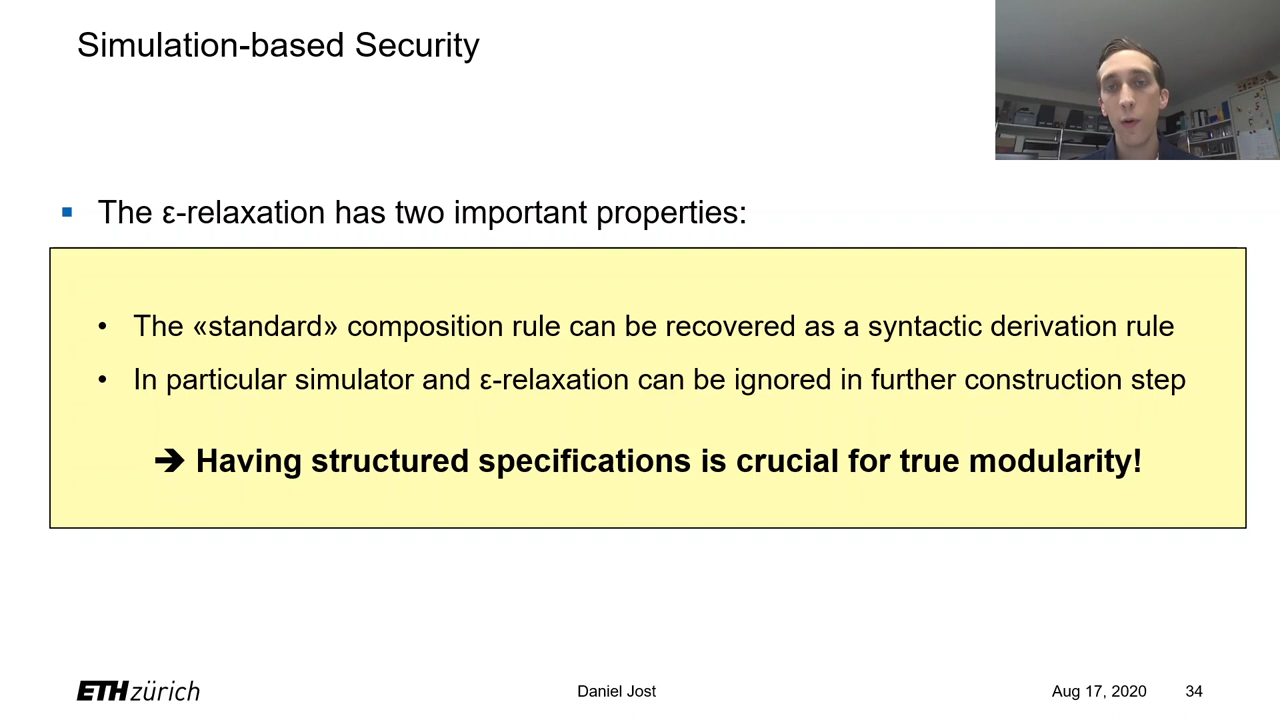 Simulation-based Security
▪ The ε-relaxation has two important properties:
• The «standard» composition rule can be recovered as a syntactic derivation rule
• In particular simulator and ε-relaxation can be ignored in further construction step
➔ Having structured specifications is crucial for true modularity!
ETH zürich
Daniel Jost
Aug 17, 2020
34